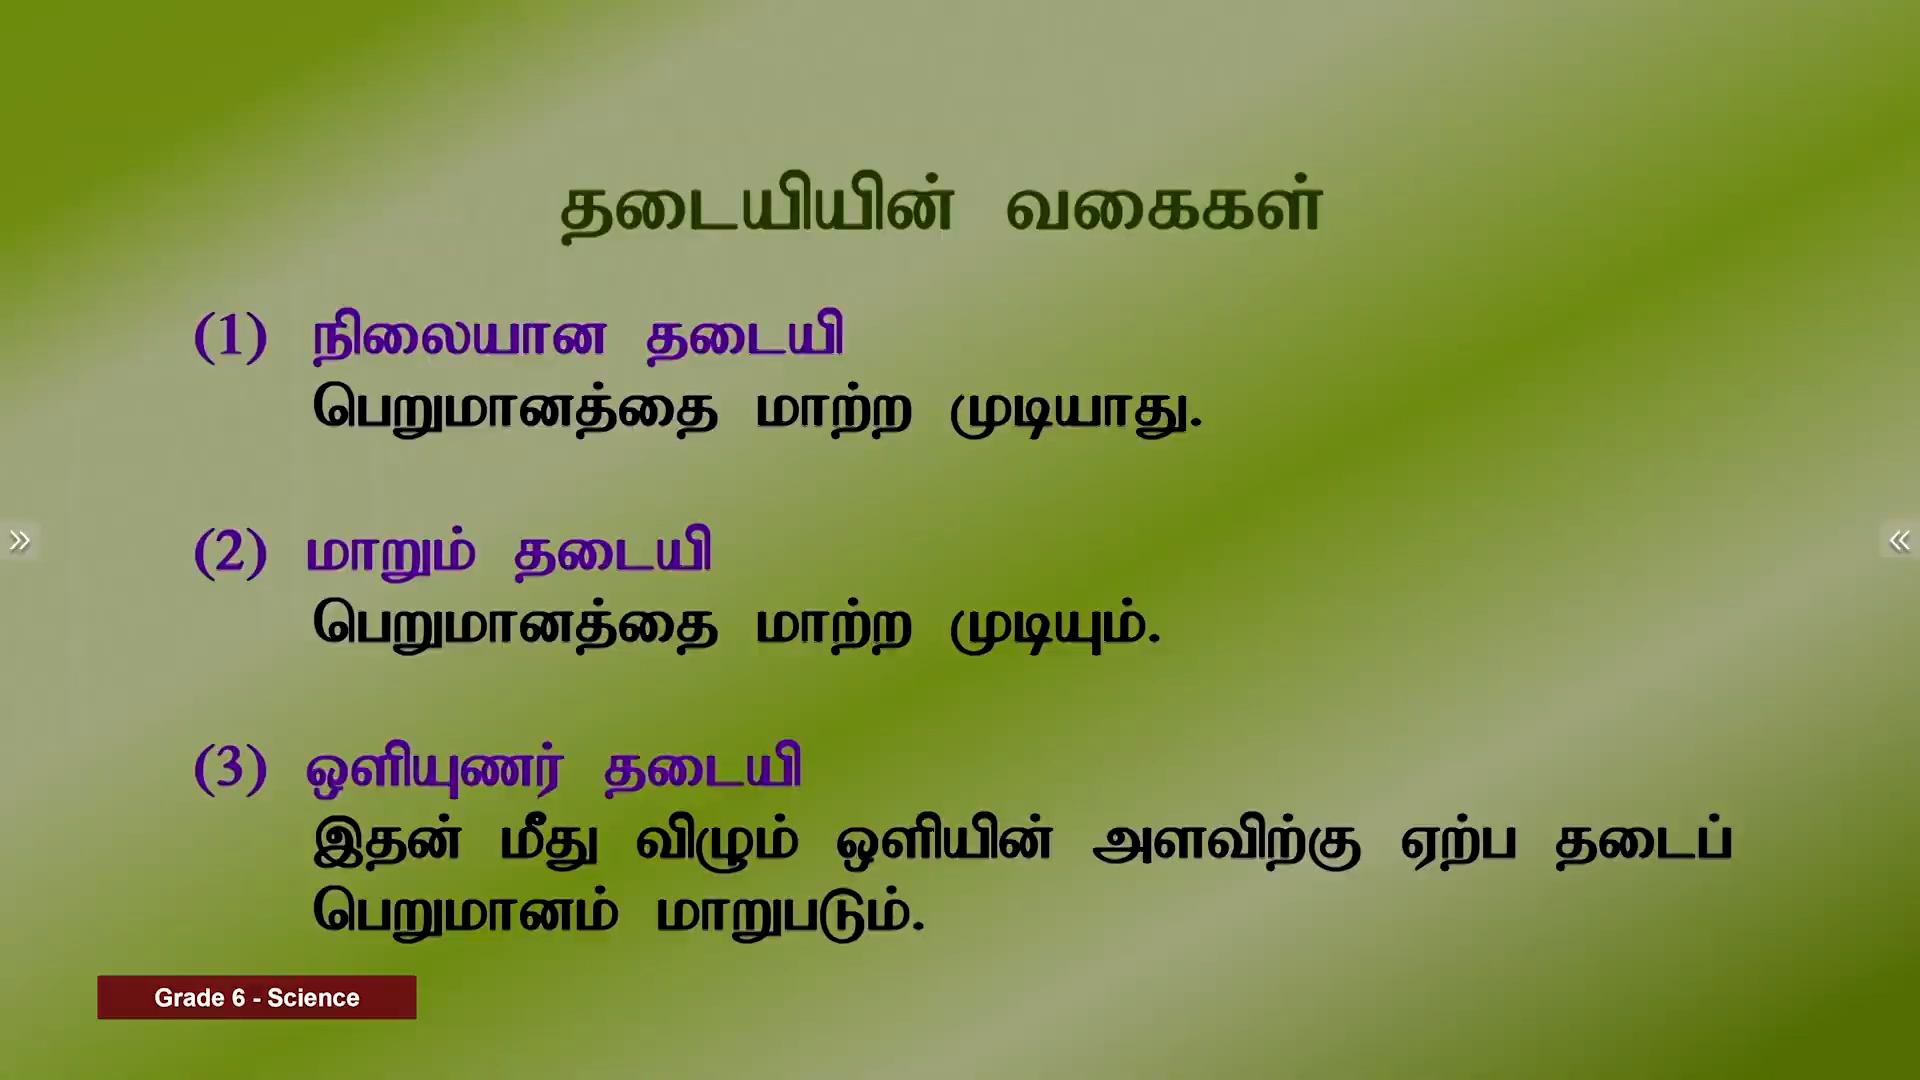 தடையியின் வகைகள்
(1) நிலையான தடையி
பெறுமானத்தை மாற்ற முடியாது.
(2) மாறும் தடையி
பெறுமானத்தை மாற்ற முடியும்.
(3) ஒளியுணர் தடையி
இதன் மீது விழும் ஒளியின் அளவிற்கு ஏற்ப தடைப்
பெறுமானம் மாறுபடும்.
Grade 6 - Science